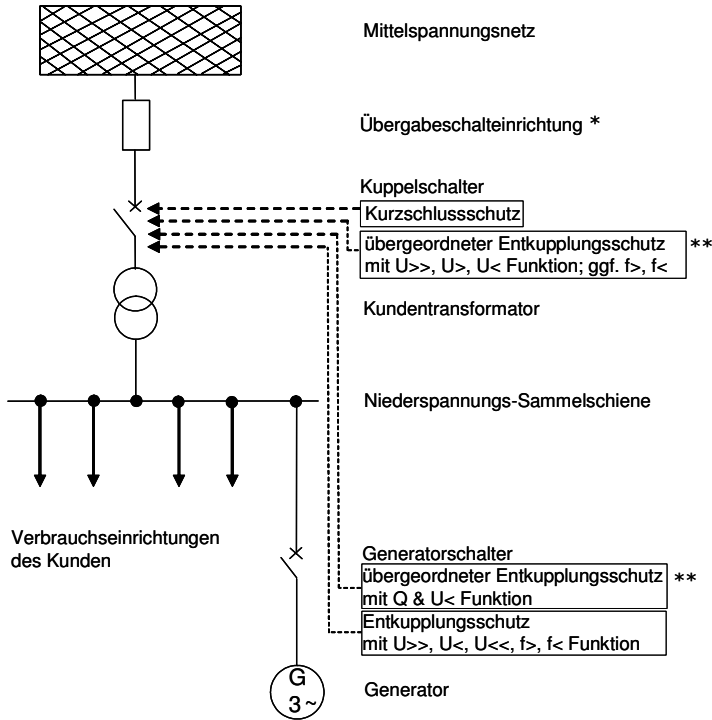 Mittelspannungsnetz
Übergabeschalteinrichtung *
Kuppelschalter
Kurzschlussschutz
übergeordneter Entkupplungsschutz **
mit U>>, U>, U< Funktion; ggf. f>, f<
Kundentransformator
Niederspannungs-Sammelschiene
Verbrauchseinrichtungen
des Kunden
Generatorschalter
übergeordneter Entkupplungsschutz **
mit Q & U< Funktion
Entkupplungsschutz
mit U>>, U<, U<<, f>, f< Funktion
G
3~
Generator